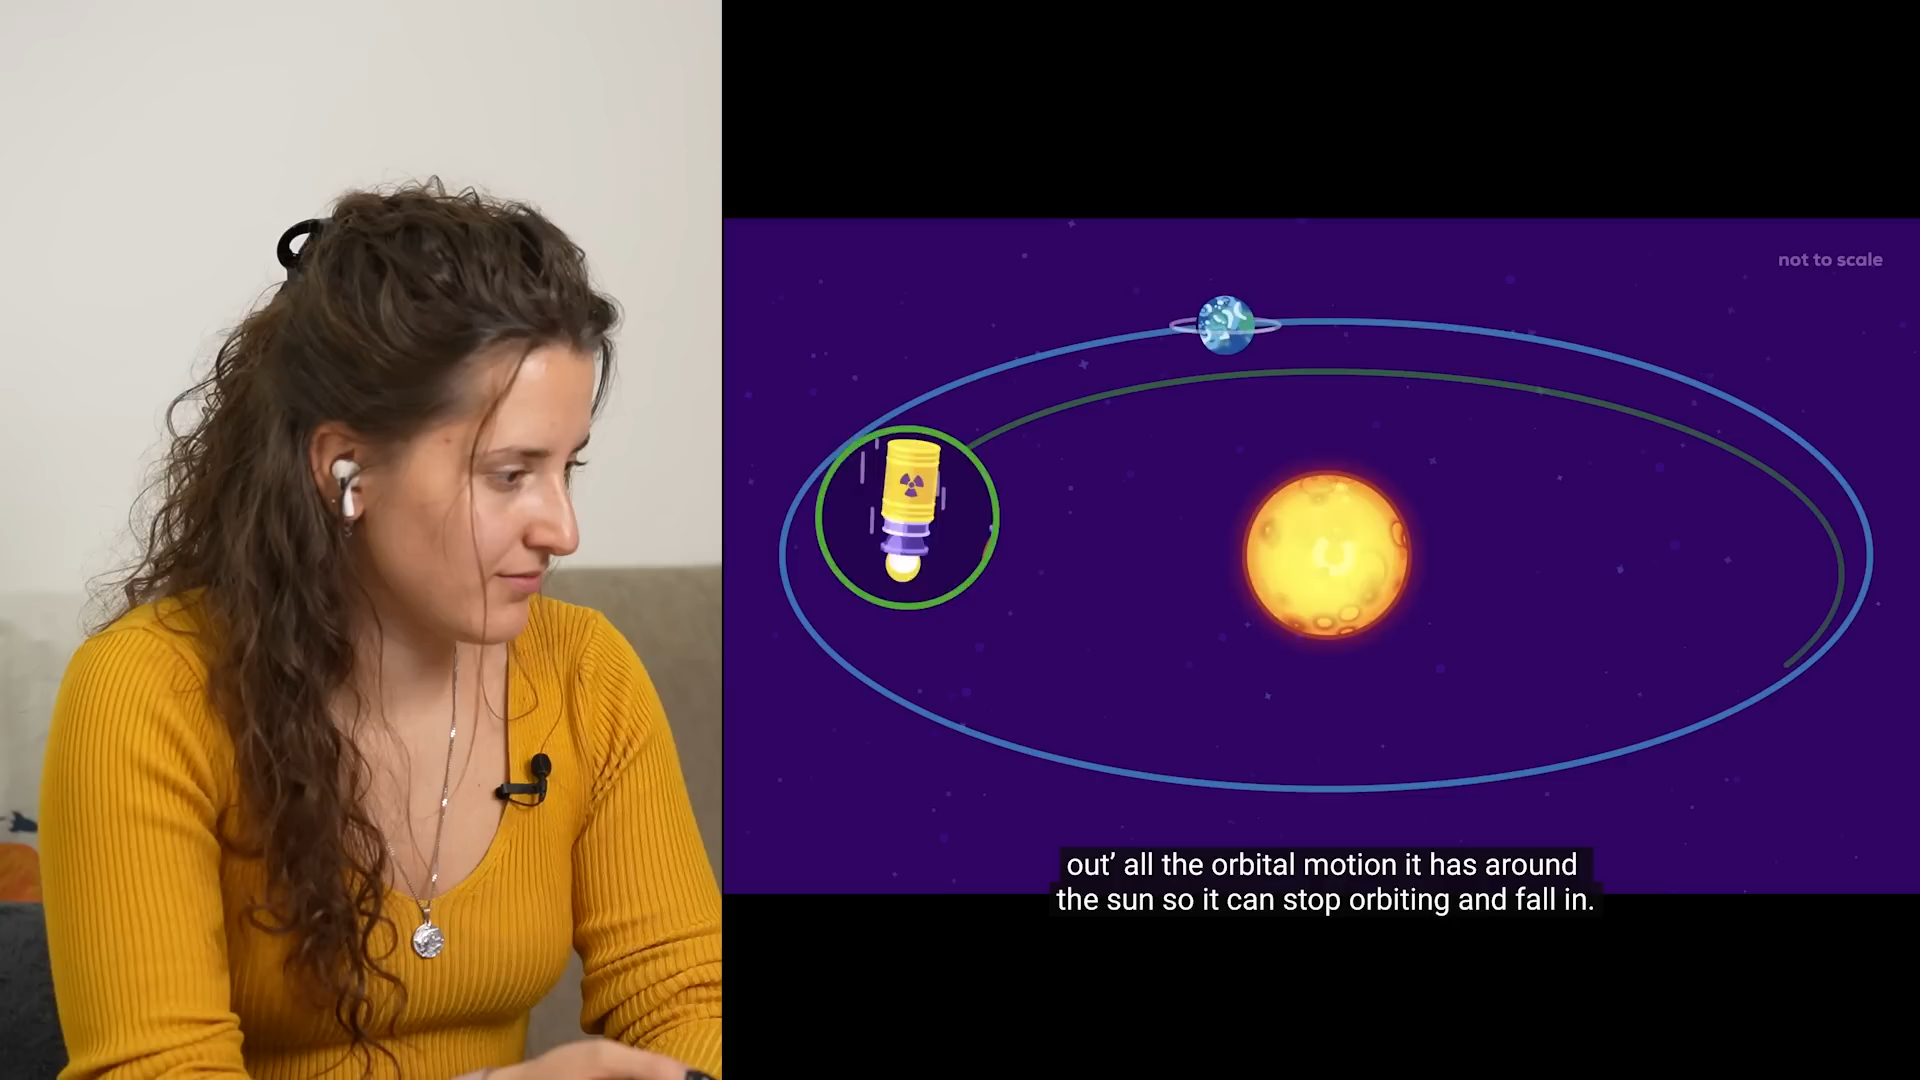 not to scale
out’ all the orbital motion it has around
the sun so it can stop orbiting and fall in.